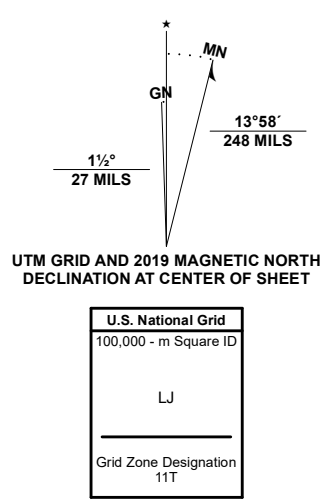 ★
MN
GN
13°58´
248 MILS
1½°
27 MILS
UTM GRID AND 2019 MAGNETIC NORTH
DECLINATION AT CENTER OF SHEET
U.S. National Grid
100,000 - m Square ID
LJ
Grid Zone Designation
11T